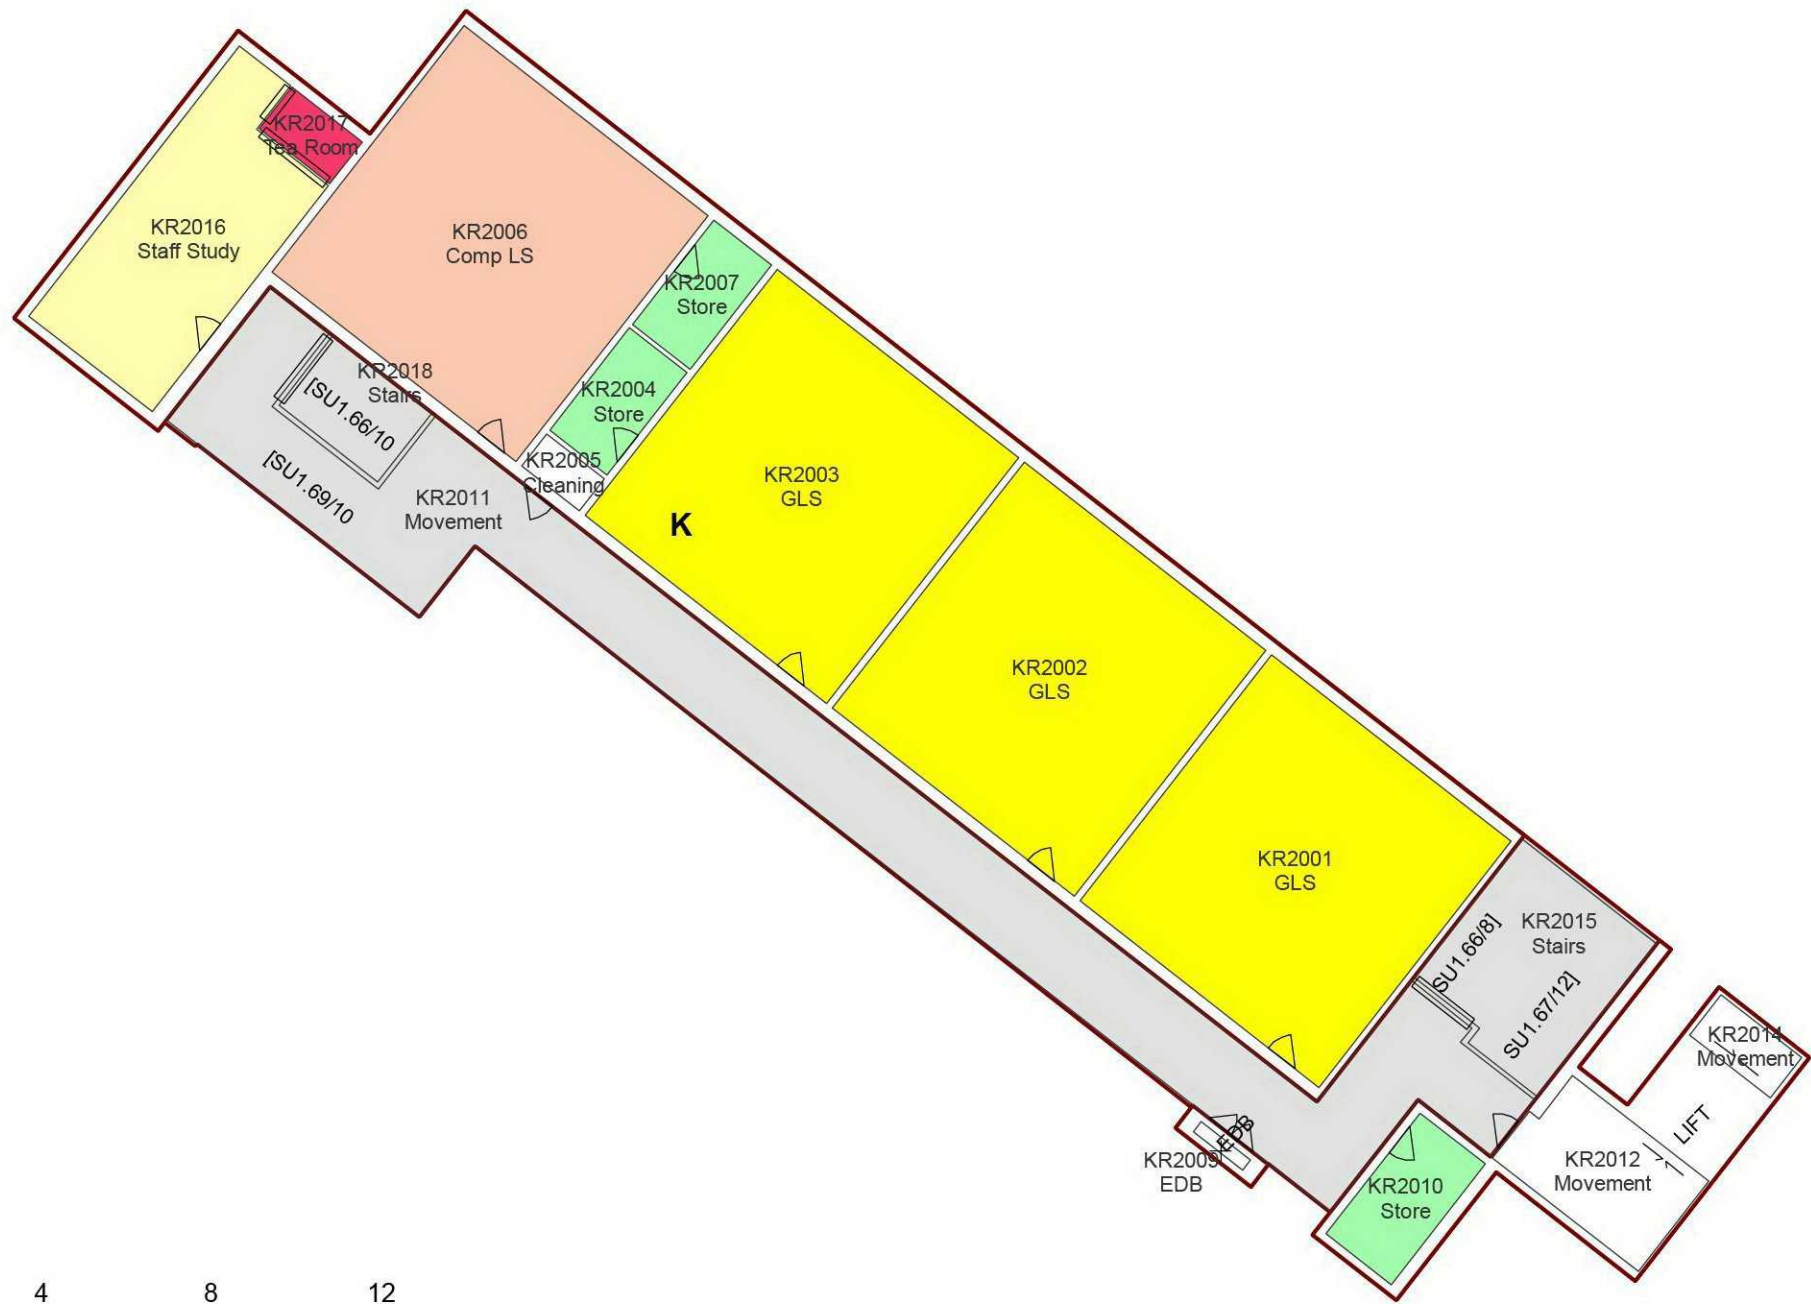 KR2017
Tea Room
KR2016
Staff Study
KR2006
Comp LS
KR2007
Store
KR2018
Stairs
[SU1.66/10
KR2004
Store
[SU1.69/10
KR2011
Movement
KR2005
Cleaning
KR2003
GLS
K
KR2002
GLS
KR2001
GLS
KR2015
Stairs
SU1.66/8]
SU1.67/12]
KR2014
Movement
LIFT
EDB
KR2009
EDB
KR2012
Movement
KR2010
Store
4 8 12